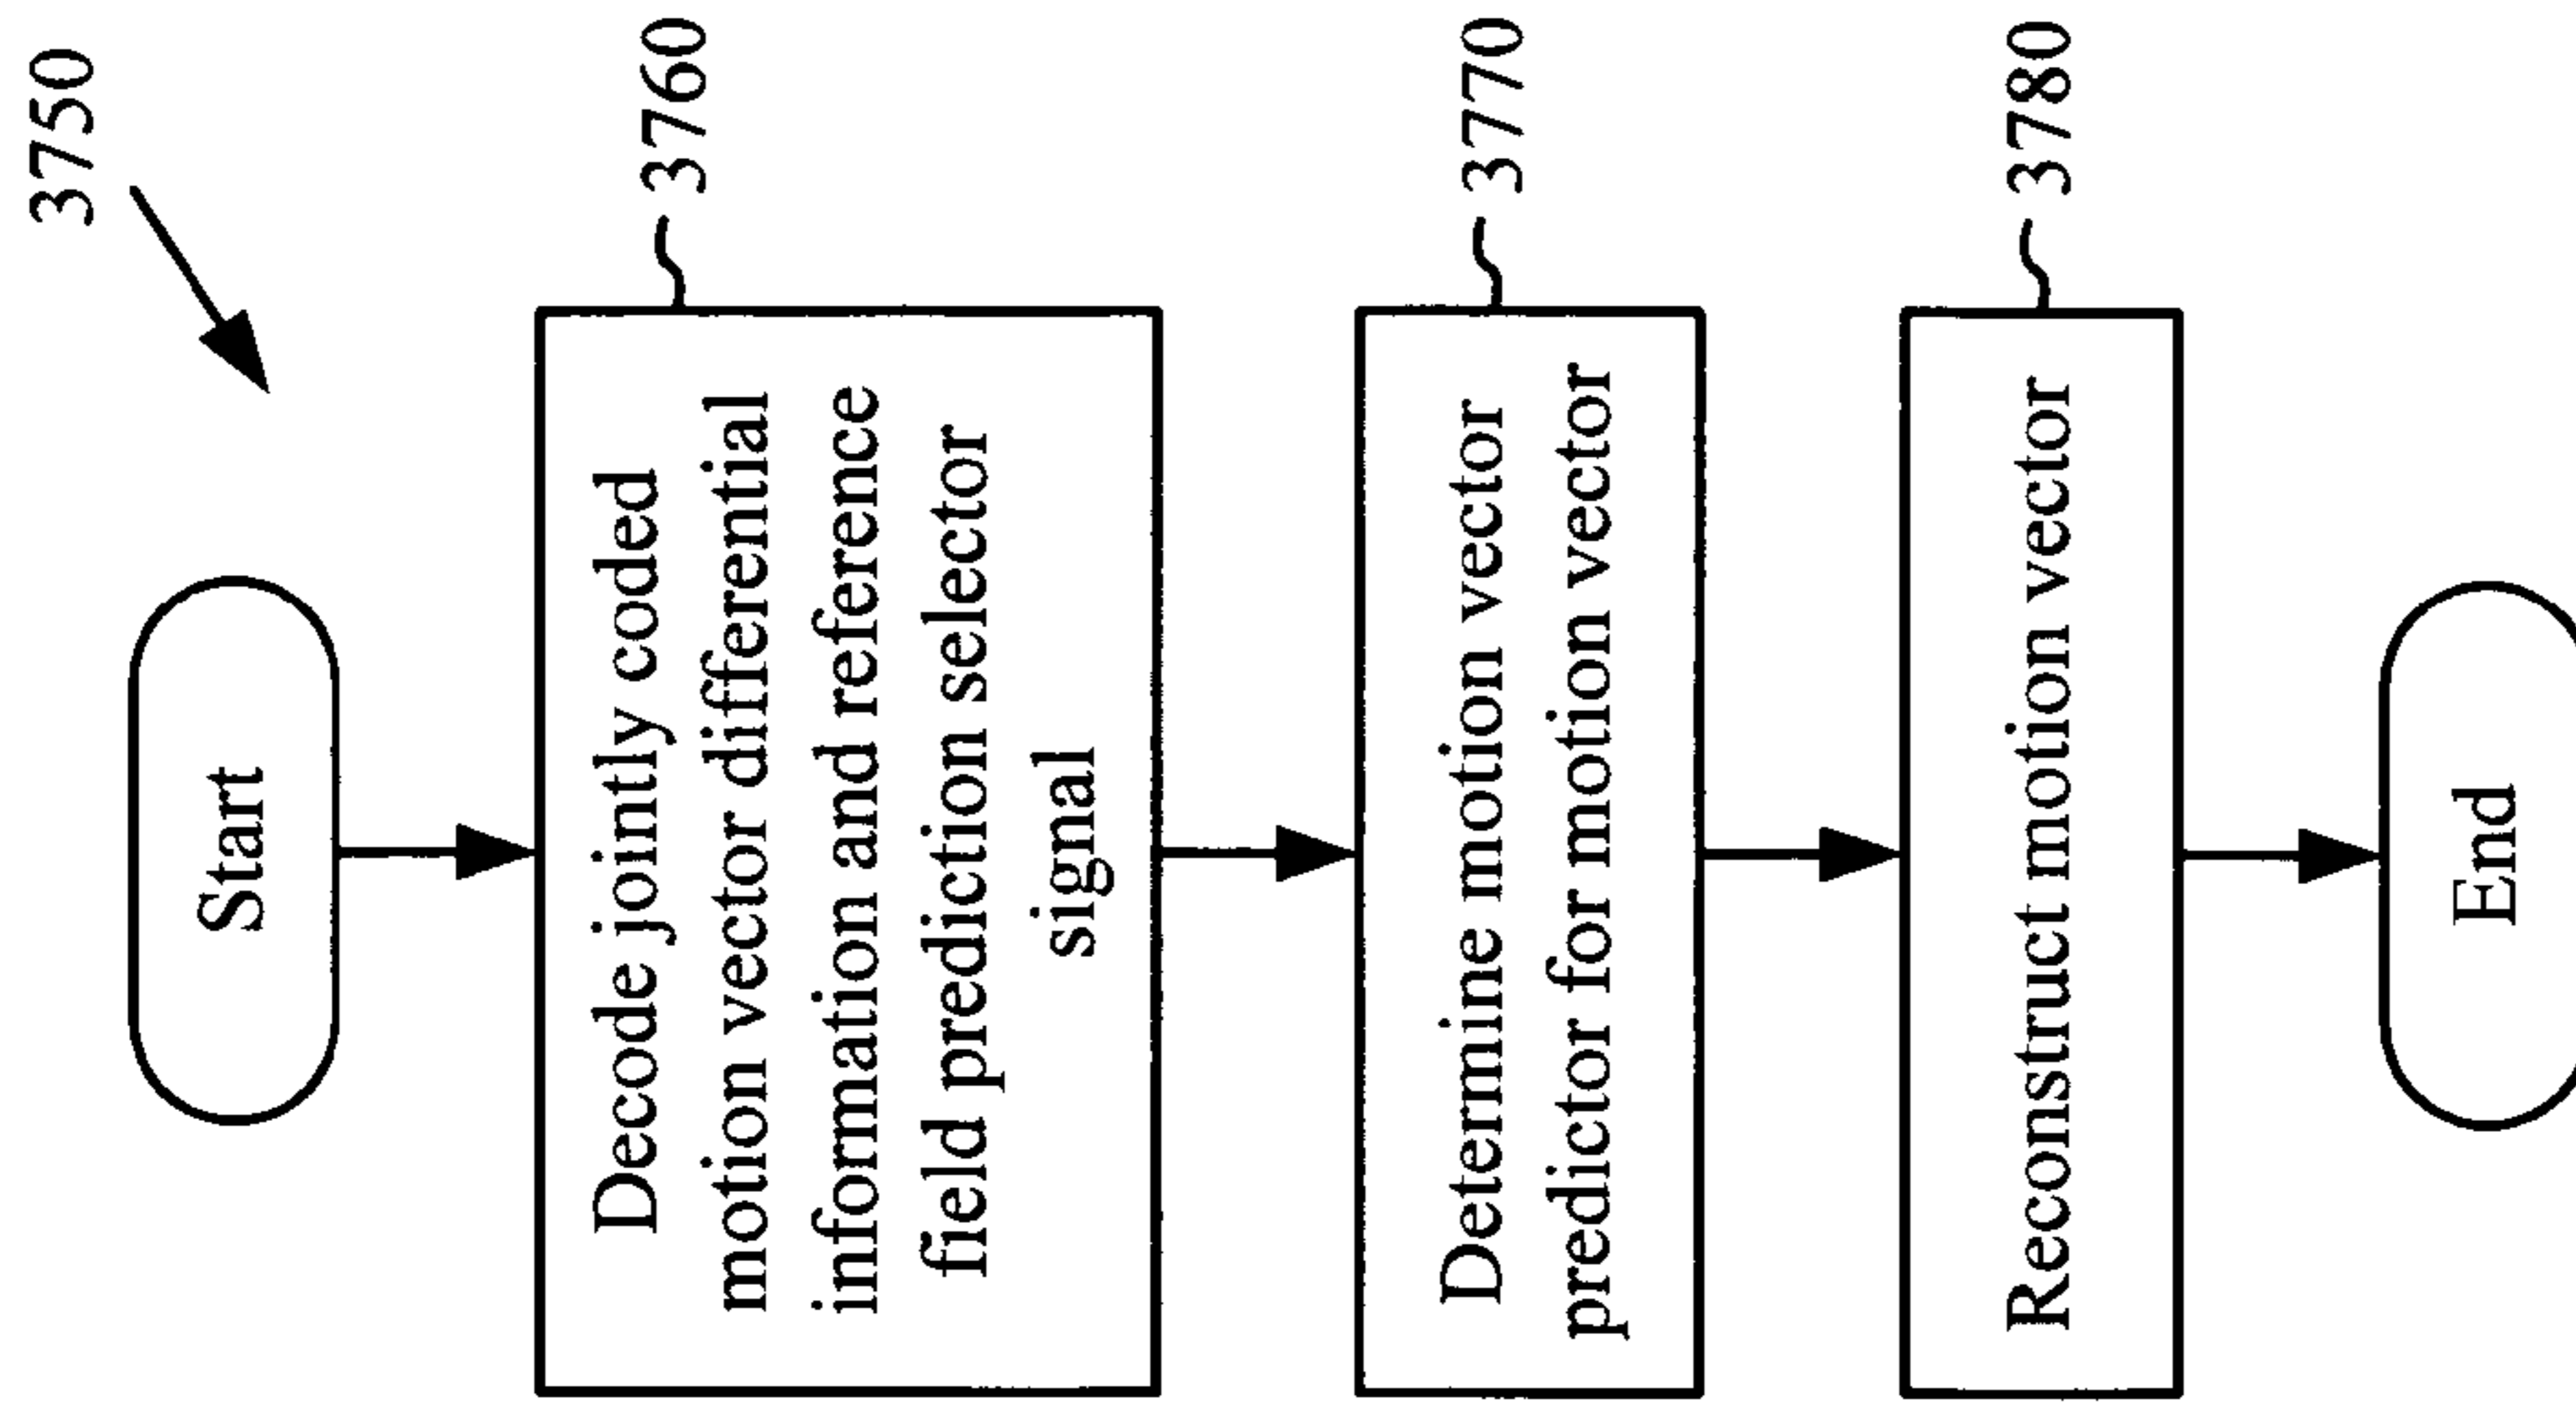 3750
Start
Decode jointly coded
motion vector differential
information and reference
field prediction selector
signal
3760
Determine motion vector
predictor for motion vector
3770
Reconstruct motion vector
3780
End